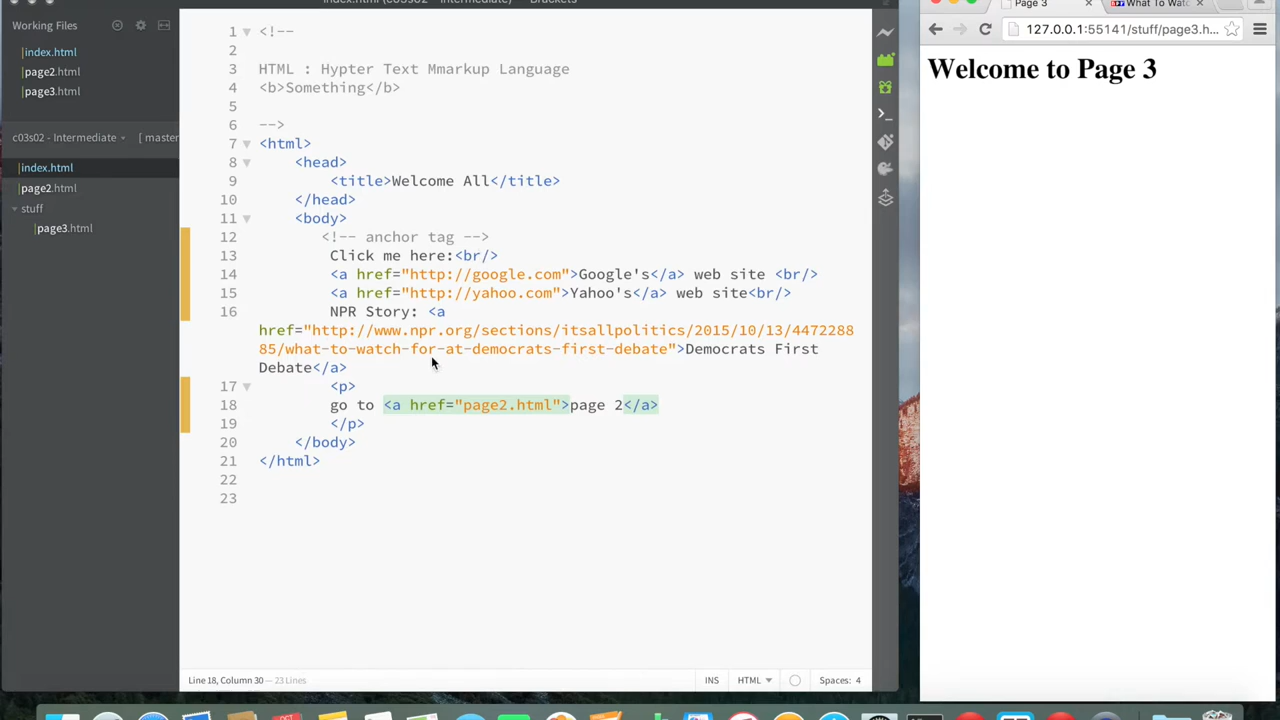 index.html (c03s02 - Intermediate) - Brackets
Working Files
index.html
page2.html
page3.html
c03s02 - Intermediate
[ master
index.html
page2.html
stuff
page3.html
1 <!--
2
3 HTML : Hypter Text Mmarkup Language
4 <b>Something</b>
5
6 -->
7 <html>
8 <head>
9 <title>Welcome All</title>
10 </head>
11 <body>
12 <!-- anchor tag -->
13 Click me here:<br/>
14 <a href="http://google.com">Google's</a> web site <br/>
15 <a href="http://yahoo.com">Yahoo's</a> web site<br/>
16 NPR Story: <a
href="http://www.npr.org/sections/itsallpolitics/2015/10/13/4472288
85/what-to-watch-for-at-democrats-first-debate">Democrats First
Debate</a>
17 <p>
18 go to <a href="page2.html">page 2</a>
19 </p>
20 </body>
21 </html>
22
23
Line 18, Column 30 — 23 Lines
INS
HTML
Spaces: 4
Page 3
What To Watc
127.0.0.1:55141/stuff/page3.h...
Welcome to Page 3